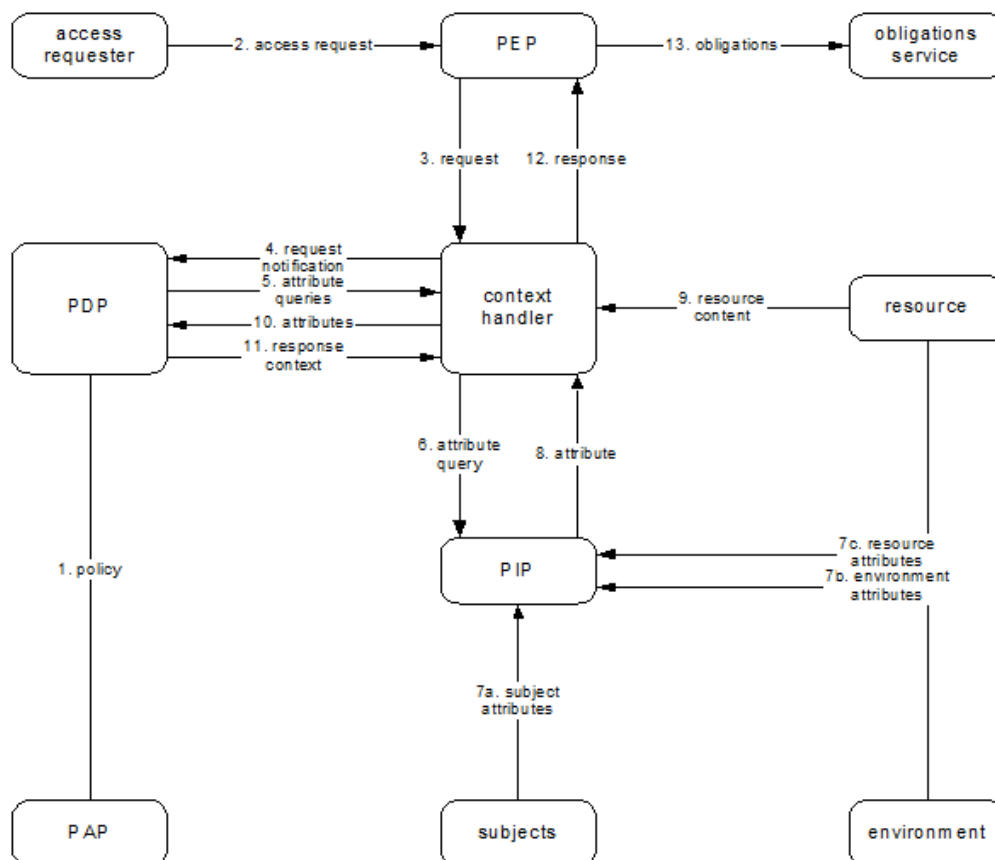 access
requester
2. access request
PEP
13. obligations
obligations
service
3. request
12. response
4. request
notification
5. attribute
queries
10. attributes
11. response
context
PDP
context
handler
9. resource
content
resource
6. attribute
query
8. attribute
1. policy
PIP
7c. resource
attributes
7b. environment
attributes
7a. subject
attributes
PAP
subjects
environment